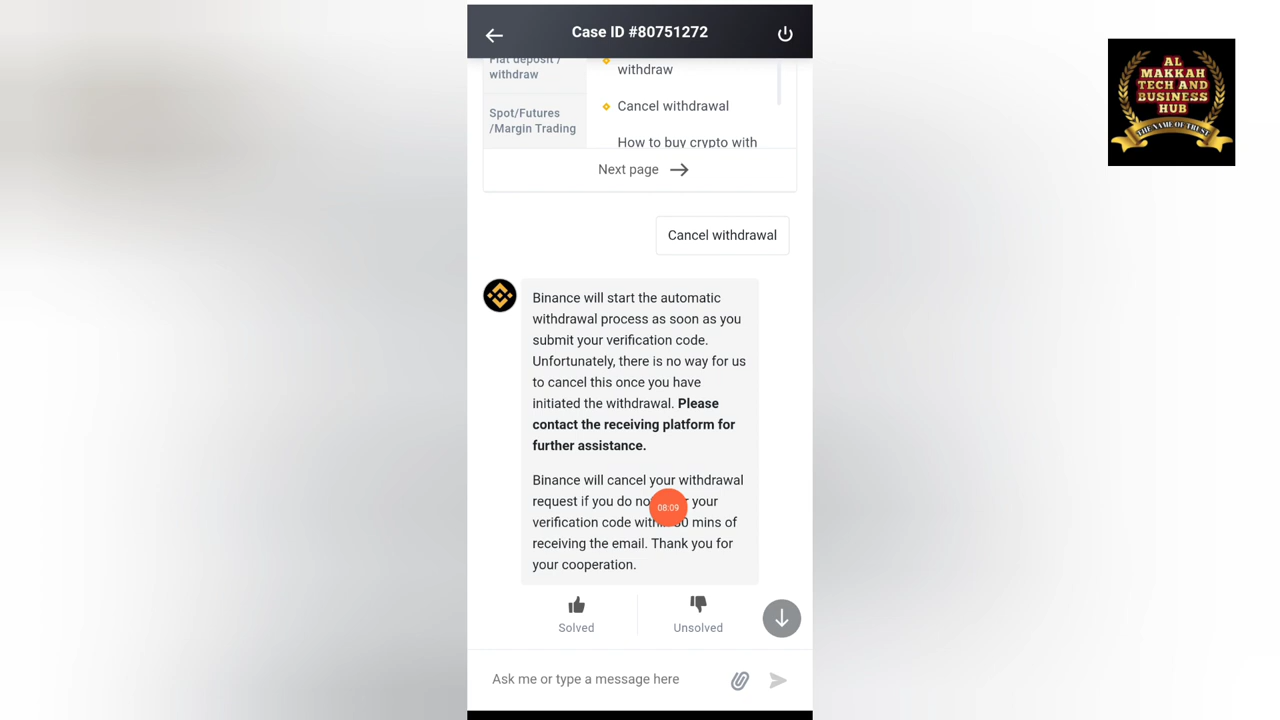 Case ID #80751272
Fiat deposit /
withdraw
withdraw
Cancel withdrawal
Spot/Futures
/Margin Trading
How to buy crypto with
Next page
Cancel withdrawal
Binance will start the automatic
withdrawal process as soon as you
submit your verification code.
Unfortunately, there is no way for us
to cancel this once you have
initiated the withdrawal. Please
contact the receiving platform for
further assistance.
Binance will cancel your withdrawal
request if you do your
verification code mins of
receiving the email. Thank you for
your cooperation.
08:09
Solved
Unsolved
Ask me or type a message here
AL
MAKKAH
TECH AND
BUSINESS
HUB
THE NAME OF TRUST